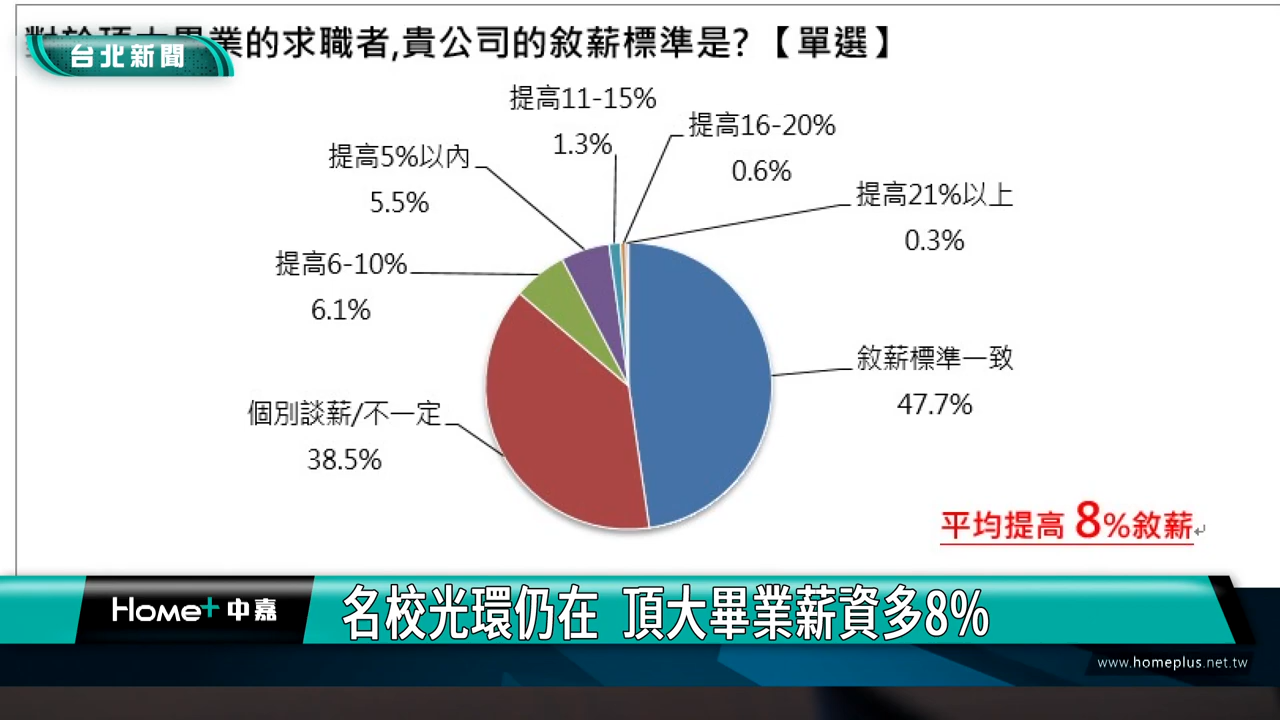 業的求職者,貴公司的敘薪標準是?【單選】
台北新聞
提高11-15%
1.3%
提高16-20%
0.6%
提高5%以內
5.5%
提高21%以上
0.3%
提高6-10%
6.1%
敘薪標準一致
47.7%
個別談薪/不一定
38.5%
平均提高 8%敘薪
Home+中嘉
名校光環仍在 頂大畢業薪資多8%
www.homeplus.net.tw